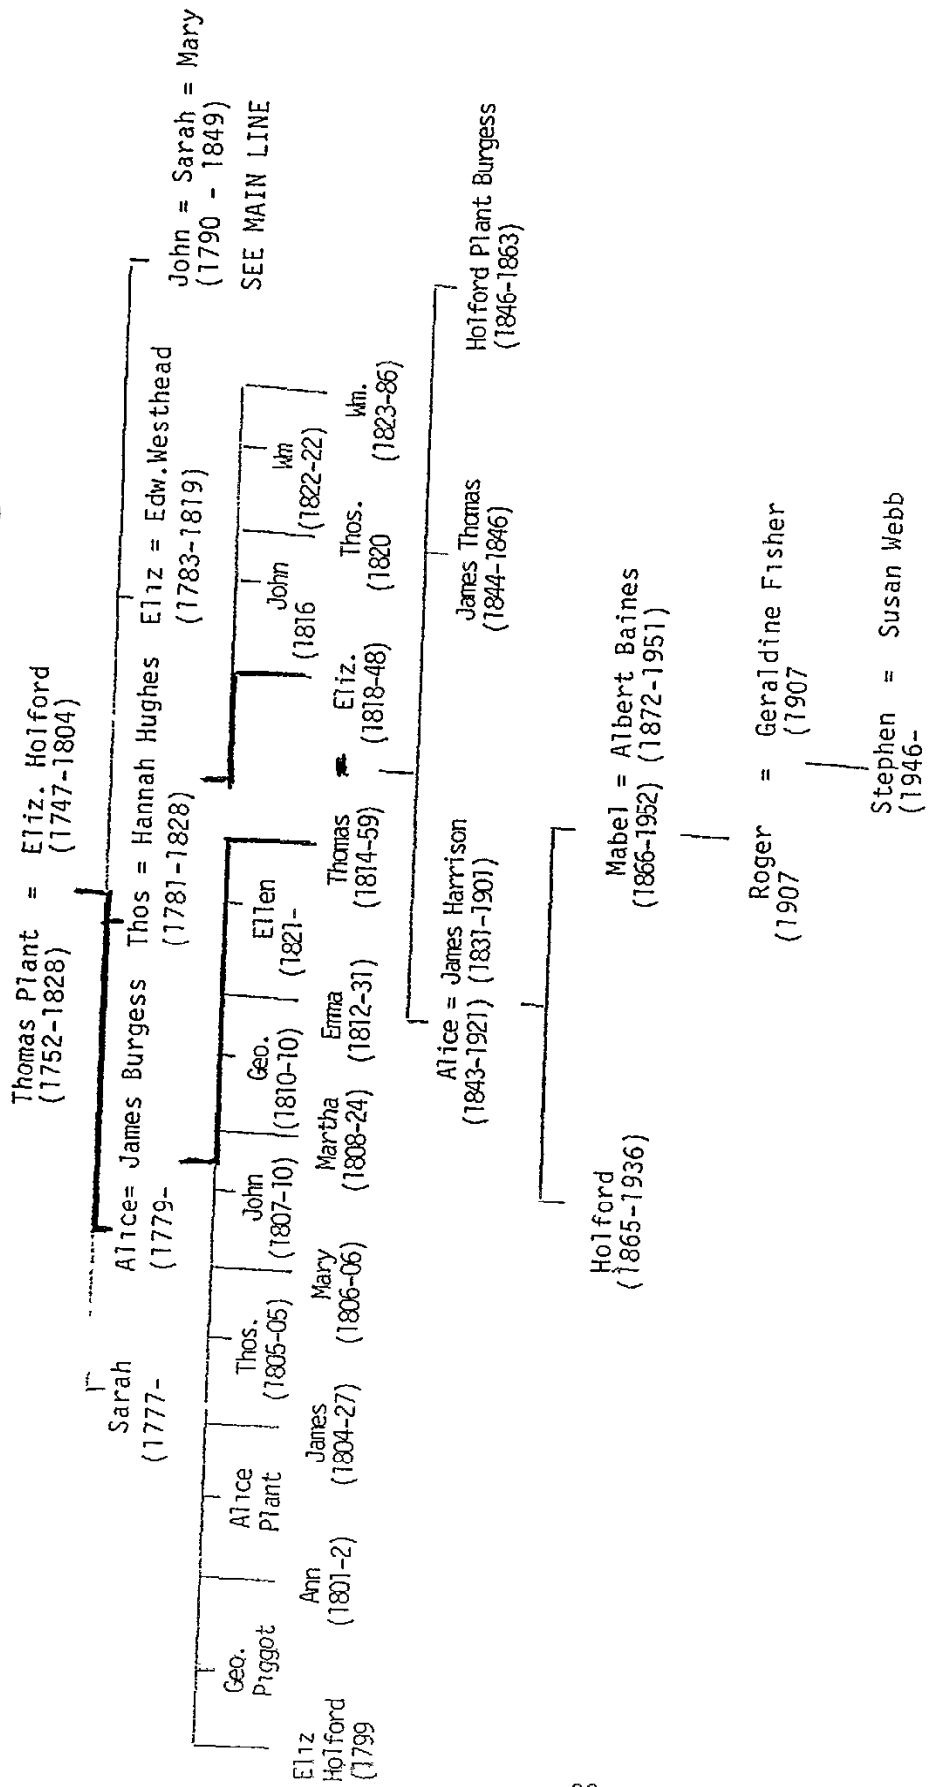 Thomas Plant = Eliz. Holford
(1752-1828) (1747-1804)
Sarah
(1777-
Alice= James Burgess
(1779-
Thos = Hannah Hughes
(1781-1828)
Eliz = Edw.Westhead
(1783-1819)
John = Sarah = Mary
(1790 - 1849)
SEE MAIN LINE
Eliz
Holford
(1799
Geo.
Piggot
Ann
(1801-2)
Alice
Plant
James
(1804-27)
Thos.
(1805-05)
Mary
(1806-06)
John
(1807-10)
Martha
(1808-24)
Geo.
(1810-10)
Emma
(1812-31)
Ellen
(1821-
Thomas = Eliz.
(1814-59) (1818-48)
John
(1816
Thos.
(1820
Wm
(1822-22)
Wm.
(1823-86)
Alice = James Harrison
(1843-1921) (1831-1901)
James Thomas
(1844-1846)
Holford Plant Burgess
(1846-1863)
Holford
(1865-1936)
Mabel = Albert Baines
(1866-1952) (1872-1951)
Roger = Geraldine Fisher
(1907 (1907
Stephen = Susan Webb
(1946-